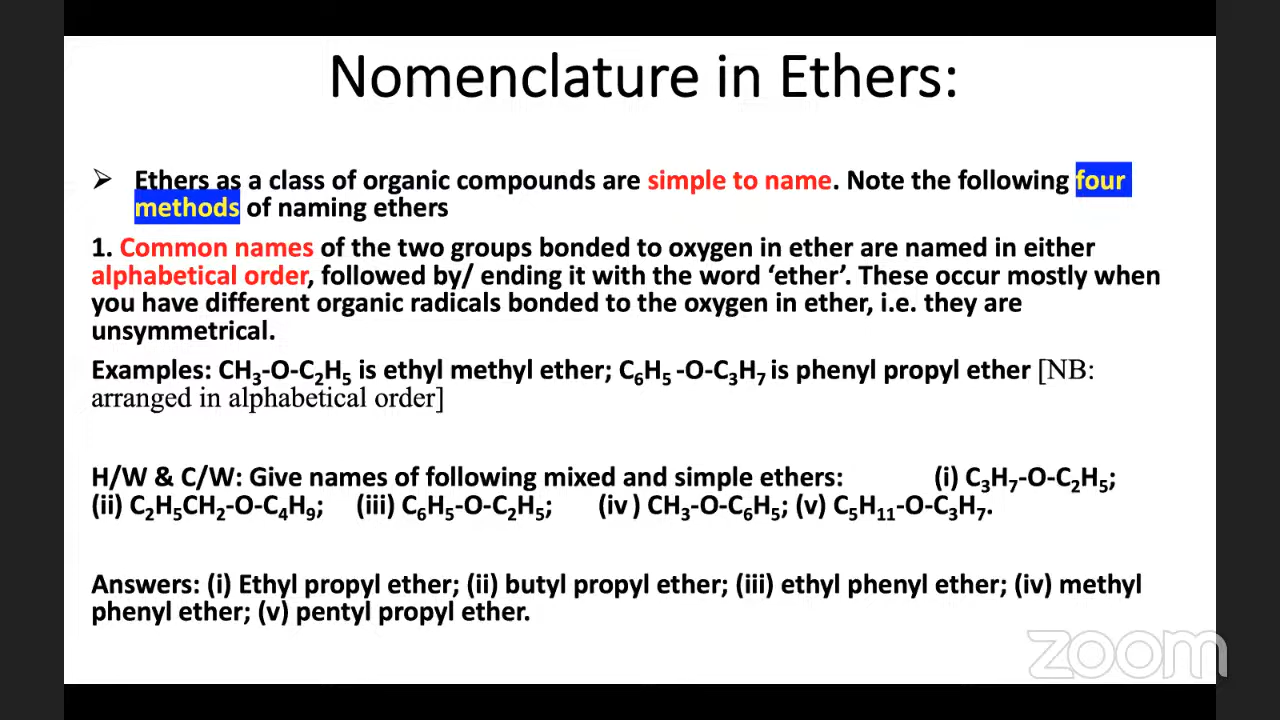 Nomenclature in Ethers:
➢ Ethers as a class of organic compounds are simple to name. Note the following four
methods of naming ethers
1. Common names of the two groups bonded to oxygen in ether are named in either
alphabetical order, followed by/ ending it with the word ‘ether’. These occur mostly when
you have different organic radicals bonded to the oxygen in ether, i.e. they are
unsymmetrical.
Examples: CH₃-O-C₂H₅ is ethyl methyl ether; C₆H₅ -O-C₃H₇ is phenyl propyl ether [NB:
arranged in alphabetical order]
H/W & C/W: Give names of following mixed and simple ethers: (i) C₃H₇-O-C₂H₅;
(ii) C₂H₅CH₂-O-C₄H₉; (iii) C₆H₅-O-C₂H₅; (iv) CH₃-O-C₆H₅; (v) C₅H₁₁-O-C₃H₇.
Answers: (i) Ethyl propyl ether; (ii) butyl propyl ether; (iii) ethyl phenyl ether; (iv) methyl
phenyl ether; (v) pentyl propyl ether.
zoom